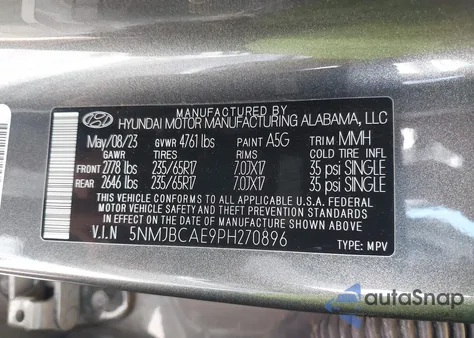 MANUFACTURED BY
HYUNDAI MOTOR MANUFACTURING ALABAMA, LLC
May/08/23 GVWR 4761 lbs PAINT A5G TRIM MMH
GAWR TIRES RIMS COLD TIRE INFL
FRONT 2778 lbs 235/65R17 7.0JX17 35 psi SINGLE
REAR 2646 lbs 235/65R17 7.0JX17 35 psi SINGLE
THIS VEHICLE CONFORMS TO ALL APPLICABLE U.S.A. FEDERAL
MOTOR VEHICLE SAFETY, BUMPER, AND THEFT PREVENTION STANDARDS
IN EFFECT ON THE DATE OF MANUFACTURE SHOWN ABOVE.
V.I.N 5NMJBCAE9PH270896 TYPE: MPV
autoSnap